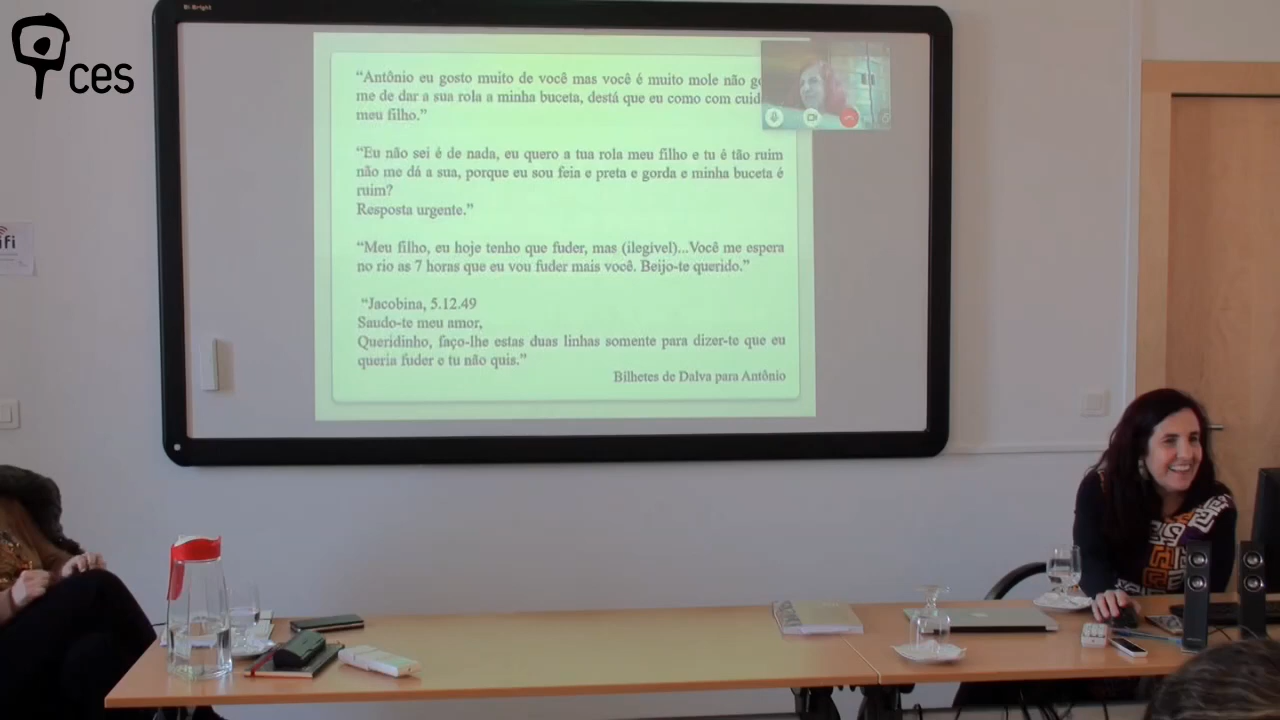 Bi-Bright
ces
“Antônio eu gosto muito de você mas você é muito mole não
me de dar a sua rola a minha buceta, destá que eu como com
meu filho.”
“Eu não sei é de nada, eu quero a tua rola meu filho e tu é tão ruim
não me dá a sua, porque eu sou feia e preta e gorda e minha buceta é
ruim?
Resposta urgente.”
“Meu filho, eu hoje tenho que fuder, mas (ilegível)...Você me espera
no rio as 7 horas que eu vou fuder mais você. Beijo-te querido.”
“Jacobina, 5.12.49
Saudo-te meu amor,
Queridinho, faço-lhe estas duas linhas somente para dizer-te que eu
queria fuder e tu não quis.”
Bilhetes de Dalva para Antônio
ifi